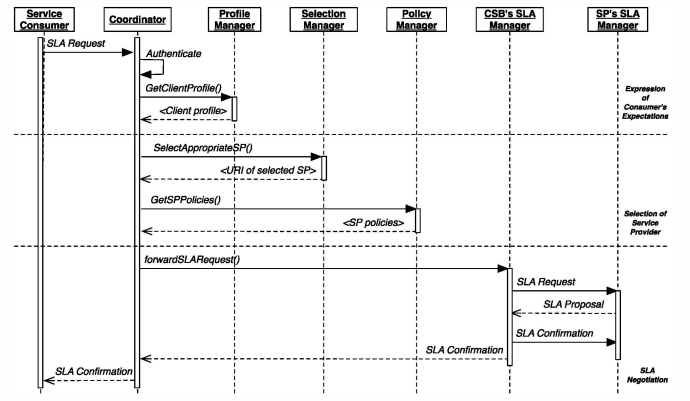 Service Consumer
Coordinator
Profile Manager
Selection Manager
Policy Manager
CSB's SLA Manager
SP's SLA Manager
SLA Request
Authenticate
GetClientProfile()
<Client profile>
Expression of Consumer's Expectations
SelectAppropriateSP()
<URI of selected SP>
GetSPPolicies()
<SP policies>
Selection of Service Provider
forwardSLARequest()
SLA Request
SLA Proposal
SLA Confirmation
SLA Confirmation
SLA Confirmation
SLA Negotiation